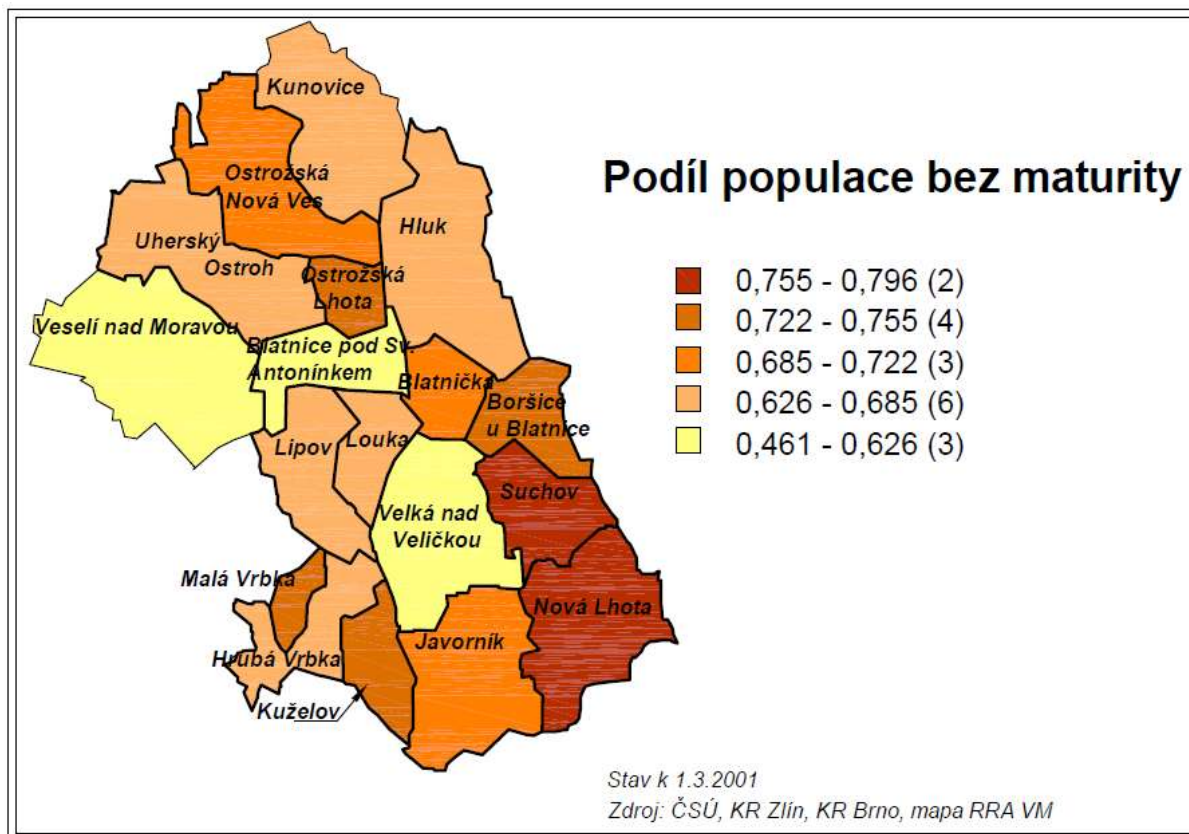 Kunovice
Ostrožská
Nová Ves
Hluk
Uherský
Ostroh
Ostrožská
Lhota
Veselí nad Moravou
Blatnice pod Sv.
Antonínkem
Blatnička
Boršice
u Blatnice
Lipov
Louka
Suchov
Velká nad
Veličkou
Malá Vrbka
Nová Lhota
Javorník
Hrubá Vrbka
Kuželov
Podíl populace bez maturity
0,755 - 0,796 (2)
0,722 - 0,755 (4)
0,685 - 0,722 (3)
0,626 - 0,685 (6)
0,461 - 0,626 (3)
Stav k 1.3.2001
Zdroj: ČSÚ, KR Zlín, KR Brno, mapa RRA VM